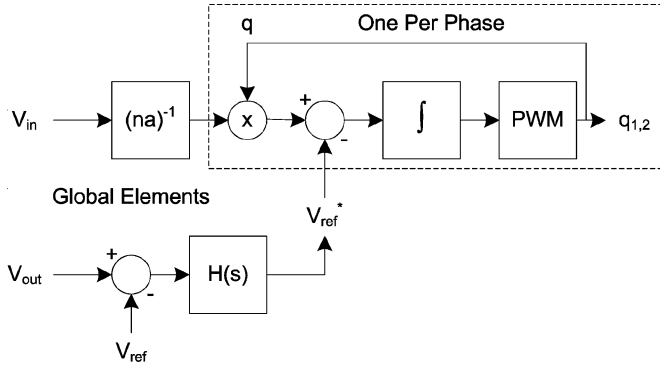 q
One Per Phase
V_in
(na)^-1
x
+
-
∫
PWM
q_1,2
Global Elements
V_ref*
V_out
+
-
H(s)
V_ref